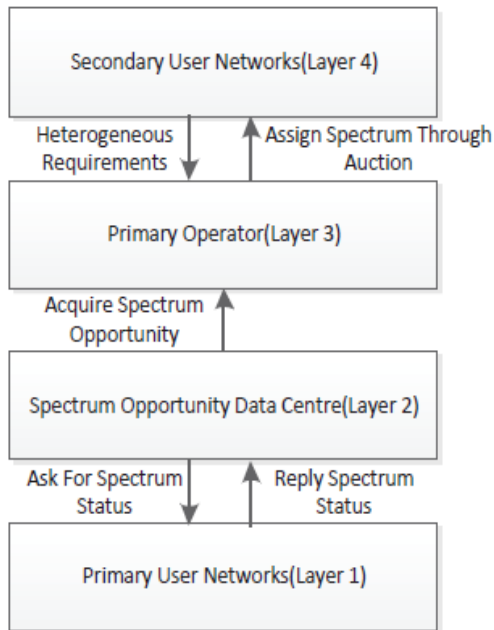 Secondary User Networks(Layer 4)
Heterogeneous
Requirements
Assign Spectrum Through
Auction
Primary Operator(Layer 3)
Acquire Spectrum
Opportunity
Spectrum Opportunity Data Centre(Layer 2)
Ask For Spectrum
Status
Reply Spectrum
Status
Primary User Networks(Layer 1)